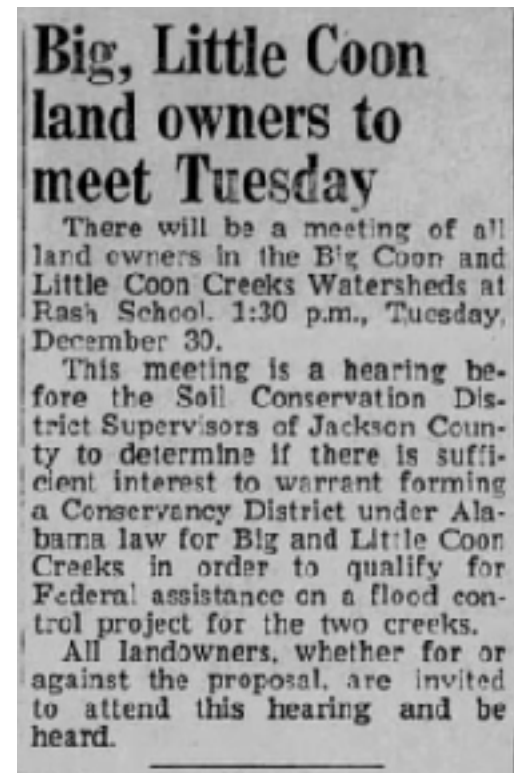 Big, Little Coon
land owners to
meet Tuesday
There will be a meeting of all
land owners in the Big Coon and
Little Coon Creeks Watersheds at
Rash School, 1:30 p.m., Tuesday,
December 30.
This meeting is a hearing be-
fore the Soil Conservation Dis-
trict Supervisors of Jackson Coun-
ty to determine if there is suffi-
cient interest to warrant forming
a Conservancy District under Ala-
bama law for Big and Little Coon
Creeks in order to qualify for
Federal assistance on a flood con-
trol project for the two creeks.
All landowners, whether for or
against the proposal, are invited
to attend this hearing and be
heard.